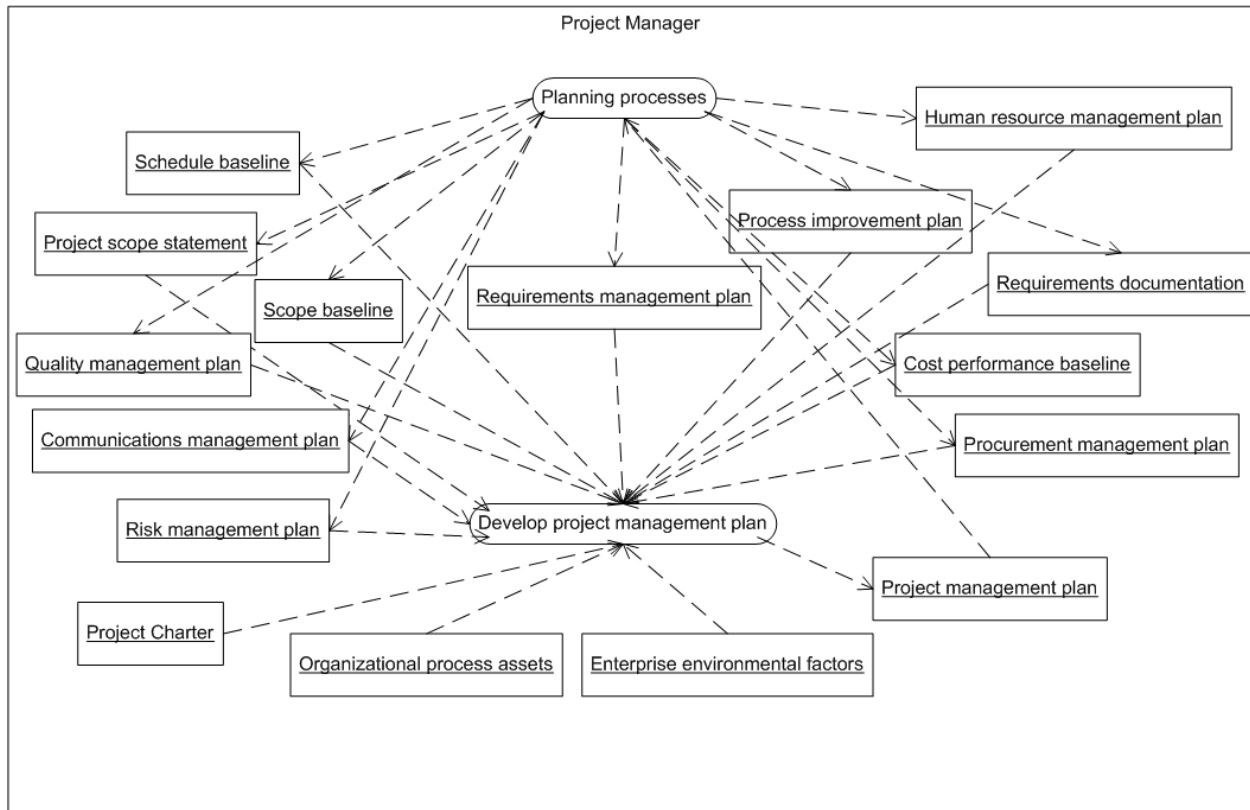 Project Manager
Planning processes
Human resource management plan
Schedule baseline
Process improvement plan
Project scope statement
Requirements documentation
Requirements management plan
Scope baseline
Quality management plan
Cost performance baseline
Communications management plan
Procurement management plan
Develop project management plan
Risk management plan
Project management plan
Project Charter
Organizational process assets
Enterprise environmental factors